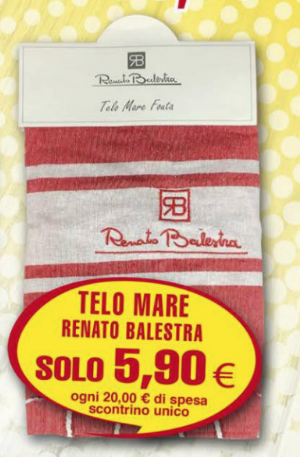 RB
Renato Balestra
Telo Mare Fouta
RB
Renato Balestra
TELO MARE
RENATO BALESTRA
SOLO 5,90 €
ogni 20,00 € di spesa
scontrino unico